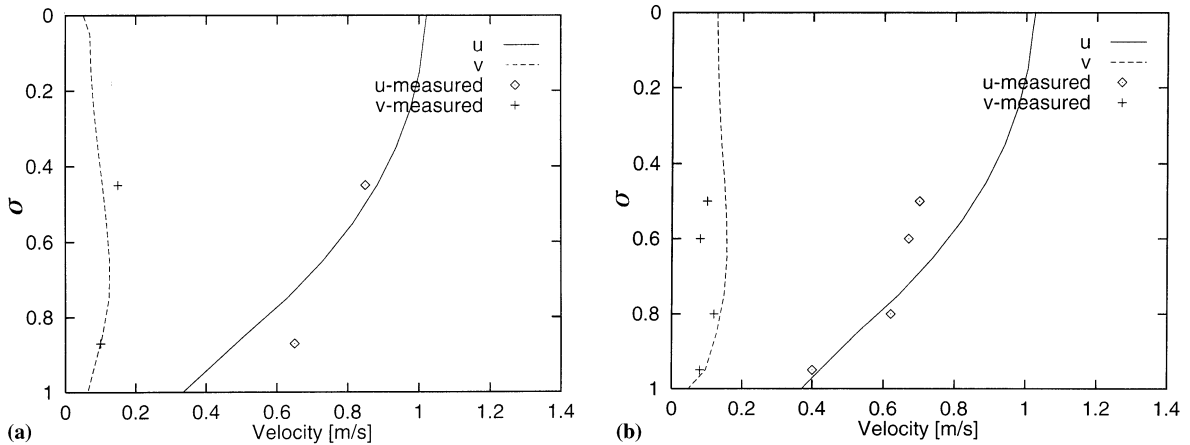 0
0.2
0.4
0.6
0.8
1
σ
u
v
u-measured
v-measured
0 0.2 0.4 0.6 0.8 1 1.2 1.4
Velocity [m/s]
(a)
0
0.2
0.4
0.6
0.8
1
σ
u
v
u-measured
v-measured
0 0.2 0.4 0.6 0.8 1 1.2 1.4
Velocity [m/s]
(b)